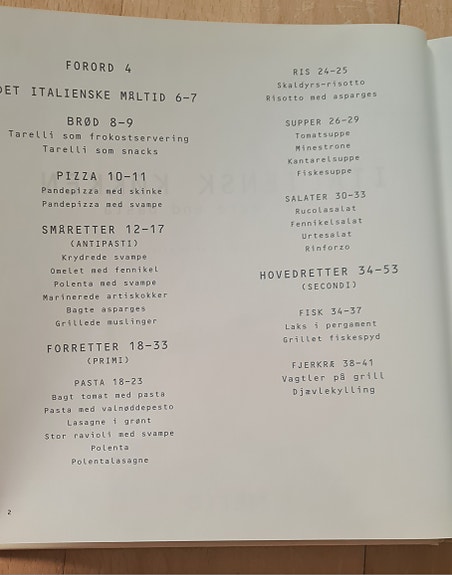 FORORD 4
DET ITALIENSKE MÅLTID 6-7
BRØD 8-9
Tarelli som frokostservering
Tarelli som snacks
PIZZA 10-11
Pandepizza med skinke
Pandepizza med svampe
SMÅRETTER 12-17
(ANTIPASTI)
Krydrede svampe
Omelet med fennikel
Polenta med svampe
Marinerede artiskokker
Bagte asparges
Grillede muslinger
FORRETTER 18-33
(PRIMI)
PASTA 18-23
Bagt tomat med pasta
Pasta med valnøddepesto
Lasagne i grønt
Stor ravioli med svampe
Polenta
Polentalasagne
2
RIS 24-25
Skaldyrs-risotto
Risotto med asparges
SUPPER 26-29
Tomatsuppe
Minestrone
Kantarelsuppe
Fiskesuppe
SALATER 30-33
Rucolasalat
Fennikelsalat
Urtesalat
Rinforzo
HOVEDRETTER 34-53
(SECONDI)
FISK 34-37
Laks i pergament
Grillet fiskespyd
FJERKRÆ 38-41
Vagtler på grill
Djævlekylling